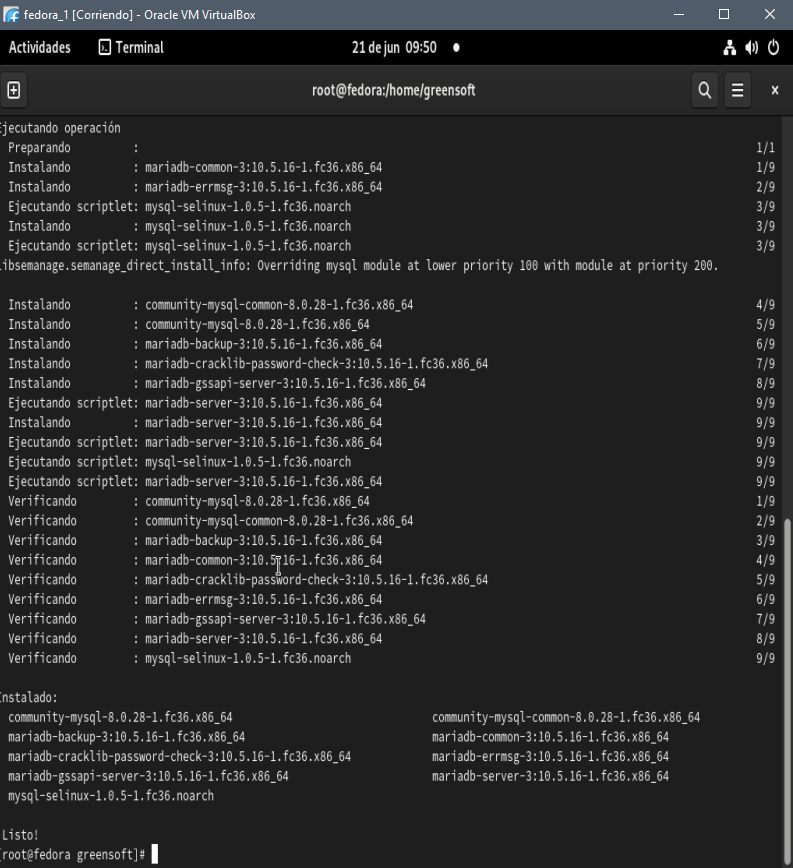 fedora_1 [Corriendo] - Oracle VM VirtualBox
Actividades Terminal 21 de jun 09:50
root@fedora:/home/greensoft
Ejecutando operación
Preparando : 1/1
Instalando : mariadb-common-3:10.5.16-1.fc36.x86_64 1/9
Instalando : mariadb-errmsg-3:10.5.16-1.fc36.x86_64 2/9
Ejecutando scriptlet: mysql-selinux-1.0.5-1.fc36.noarch 3/9
Instalando : mysql-selinux-1.0.5-1.fc36.noarch 3/9
Ejecutando scriptlet: mysql-selinux-1.0.5-1.fc36.noarch 3/9
libsemanage.semanage_direct_install_info: Overriding mysql module at lower priority 100 with module at priority 200.
Instalando : community-mysql-common-8.0.28-1.fc36.x86_64 4/9
Instalando : community-mysql-8.0.28-1.fc36.x86_64 5/9
Instalando : mariadb-backup-3:10.5.16-1.fc36.x86_64 6/9
Instalando : mariadb-cracklib-password-check-3:10.5.16-1.fc36.x86_64 7/9
Instalando : mariadb-gssapi-server-3:10.5.16-1.fc36.x86_64 8/9
Ejecutando scriptlet: mariadb-server-3:10.5.16-1.fc36.x86_64 9/9
Instalando : mariadb-server-3:10.5.16-1.fc36.x86_64 9/9
Ejecutando scriptlet: mariadb-server-3:10.5.16-1.fc36.x86_64 9/9
Ejecutando scriptlet: mysql-selinux-1.0.5-1.fc36.noarch 9/9
Ejecutando scriptlet: mariadb-server-3:10.5.16-1.fc36.x86_64 9/9
Verificando : community-mysql-8.0.28-1.fc36.x86_64 1/9
Verificando : community-mysql-common-8.0.28-1.fc36.x86_64 2/9
Verificando : mariadb-backup-3:10.5.16-1.fc36.x86_64 3/9
Verificando : mariadb-common-3:10.5.16-1.fc36.x86_64 4/9
Verificando : mariadb-cracklib-password-check-3:10.5.16-1.fc36.x86_64 5/9
Verificando : mariadb-errmsg-3:10.5.16-1.fc36.x86_64 6/9
Verificando : mariadb-gssapi-server-3:10.5.16-1.fc36.x86_64 7/9
Verificando : mariadb-server-3:10.5.16-1.fc36.x86_64 8/9
Verificando : mysql-selinux-1.0.5-1.fc36.noarch 9/9
Instalado:
community-mysql-8.0.28-1.fc36.x86_64 community-mysql-common-8.0.28-1.fc36.x86_64
mariadb-backup-3:10.5.16-1.fc36.x86_64 mariadb-common-3:10.5.16-1.fc36.x86_64
mariadb-cracklib-password-check-3:10.5.16-1.fc36.x86_64 mariadb-errmsg-3:10.5.16-1.fc36.x86_64
mariadb-gssapi-server-3:10.5.16-1.fc36.x86_64 mariadb-server-3:10.5.16-1.fc36.x86_64
mysql-selinux-1.0.5-1.fc36.noarch
Listo!
[root@fedora greensoft]#